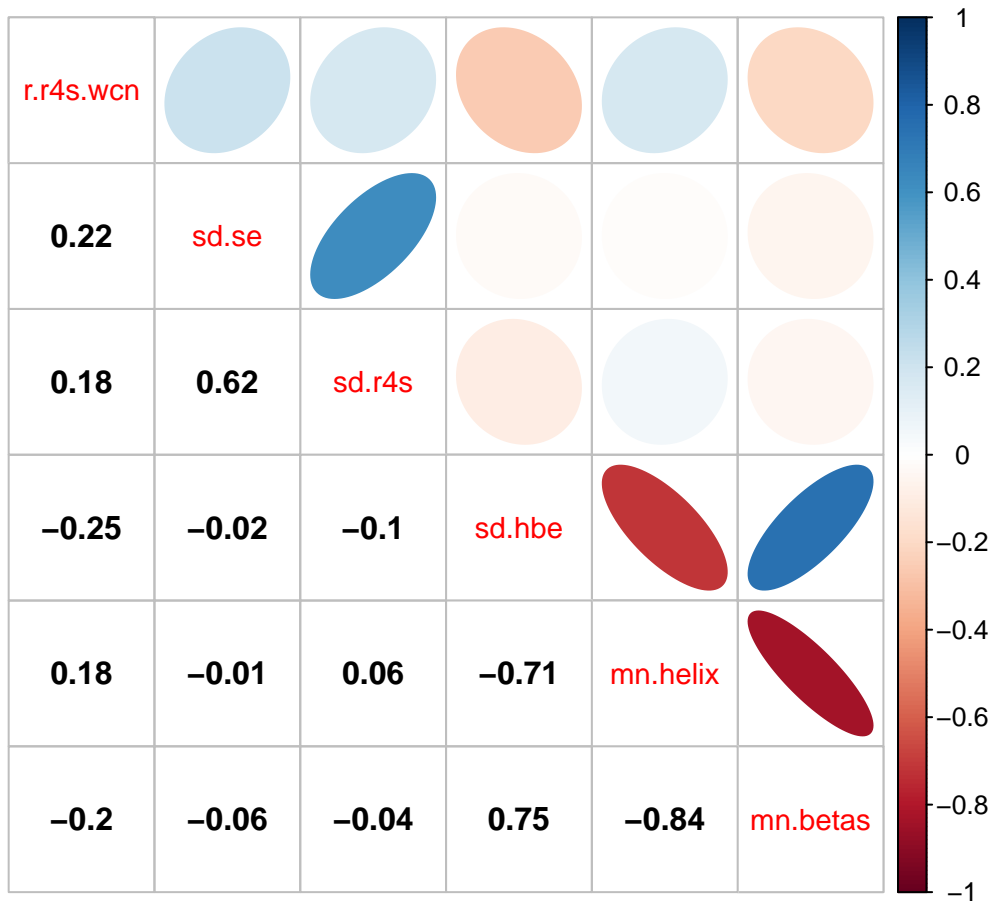 r.r4s.wcn
0.22 sd.se
0.18 0.62 sd.r4s
−0.25 −0.02 −0.1 sd.hbe
0.18 −0.01 0.06 −0.71 mn.helix
−0.2 −0.06 −0.04 0.75 −0.84 mn.betas
1
0.8
0.6
0.4
0.2
0
−0.2
−0.4
−0.6
−0.8
−1